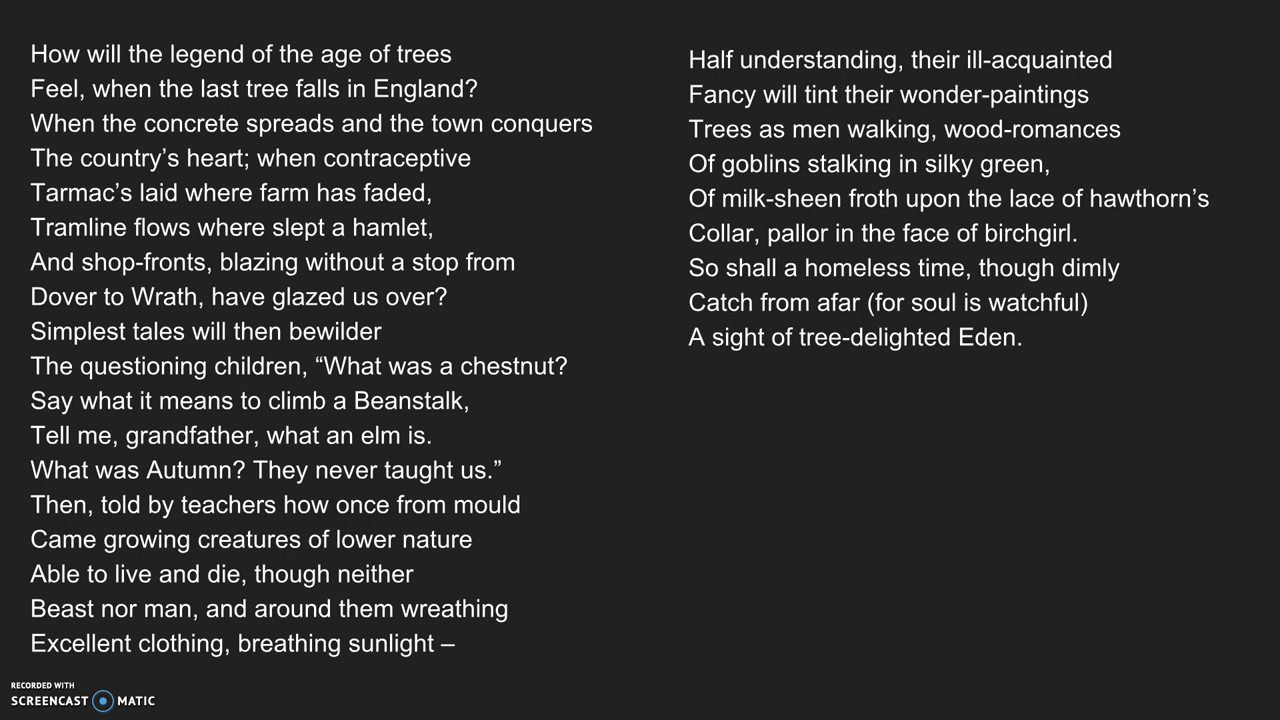 How will the legend of the age of trees
Feel, when the last tree falls in England?
When the concrete spreads and the town conquers
The country’s heart; when contraceptive
Tarmac’s laid where farm has faded,
Tramline flows where slept a hamlet,
And shop-fronts, blazing without a stop from
Dover to Wrath, have glazed us over?
Simplest tales will then bewilder
The questioning children, “What was a chestnut?
Say what it means to climb a Beanstalk,
Tell me, grandfather, what an elm is.
What was Autumn? They never taught us.”
Then, told by teachers how once from mould
Came growing creatures of lower nature
Able to live and die, though neither
Beast nor man, and around them wreathing
Excellent clothing, breathing sunlight –
Half understanding, their ill-acquainted
Fancy will tint their wonder-paintings
Trees as men walking, wood-romances
Of goblins stalking in silky green,
Of milk-sheen froth upon the lace of hawthorn’s
Collar, pallor in the face of birchgirl.
So shall a homeless time, though dimly
Catch from afar (for soul is watchful)
A sight of tree-delighted Eden.
RECORDED WITH
SCREENCAST MATIC